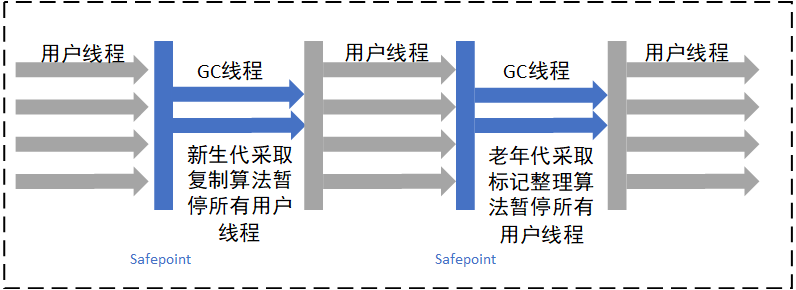 用户线程
GC线程
新生代采取
复制算法暂
停所有用户
线程
Safepoint
用户线程
GC线程
老年代采取
标记整理算
法暂停所有
用户线程
Safepoint
用户线程